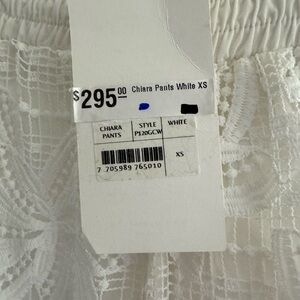 $295.00 Chiara Pants White XS
CHIARA PANTS STYLE P120GCW WHITE
XS
7 205989 765010